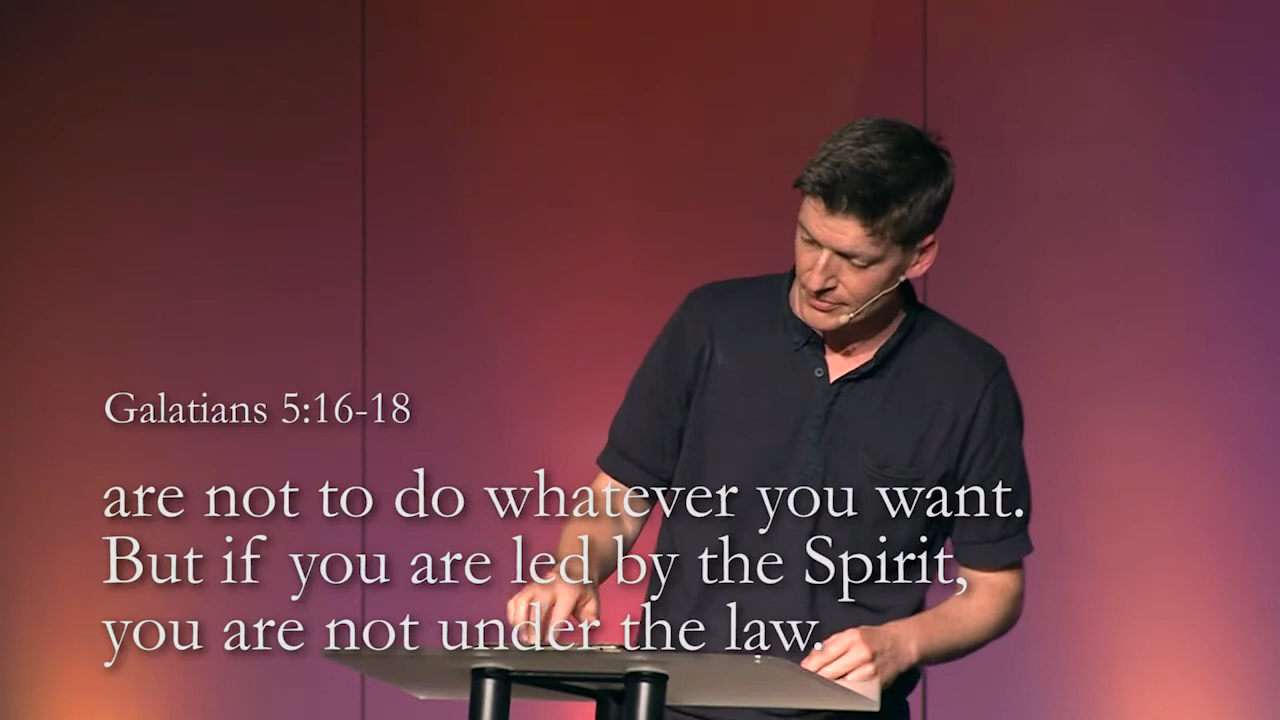 Galatians 5:16-18
are not to do whatever you want.
But if you are led by the Spirit,
you are not under the law.